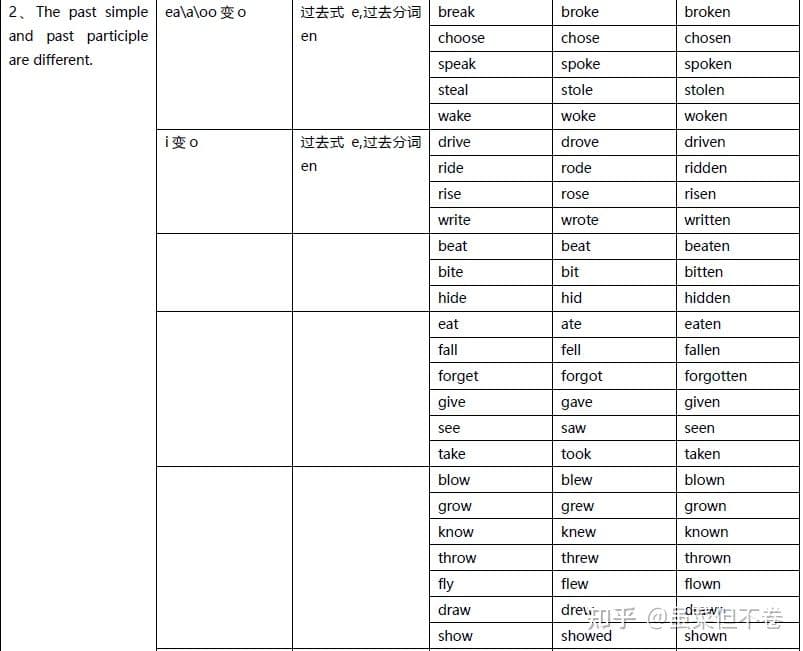 2、The past simple and past participle are different.
ea\a\oo 变 o
过去式 e,过去分词 en
break broke broken
choose chose chosen
speak spoke spoken
steal stole stolen
wake woke woken
i 变 o
过去式 e,过去分词 en
drive drove driven
ride rode ridden
rise rose risen
write wrote written
beat beat beaten
bite bit bitten
hide hid hidden
eat ate eaten
fall fell fallen
forget forgot forgotten
give gave given
see saw seen
take took taken
blow blew blown
grow grew grown
know knew known
throw threw thrown
fly flew flown
draw drew drawn
show showed shown
知乎 @虽菜但不卷